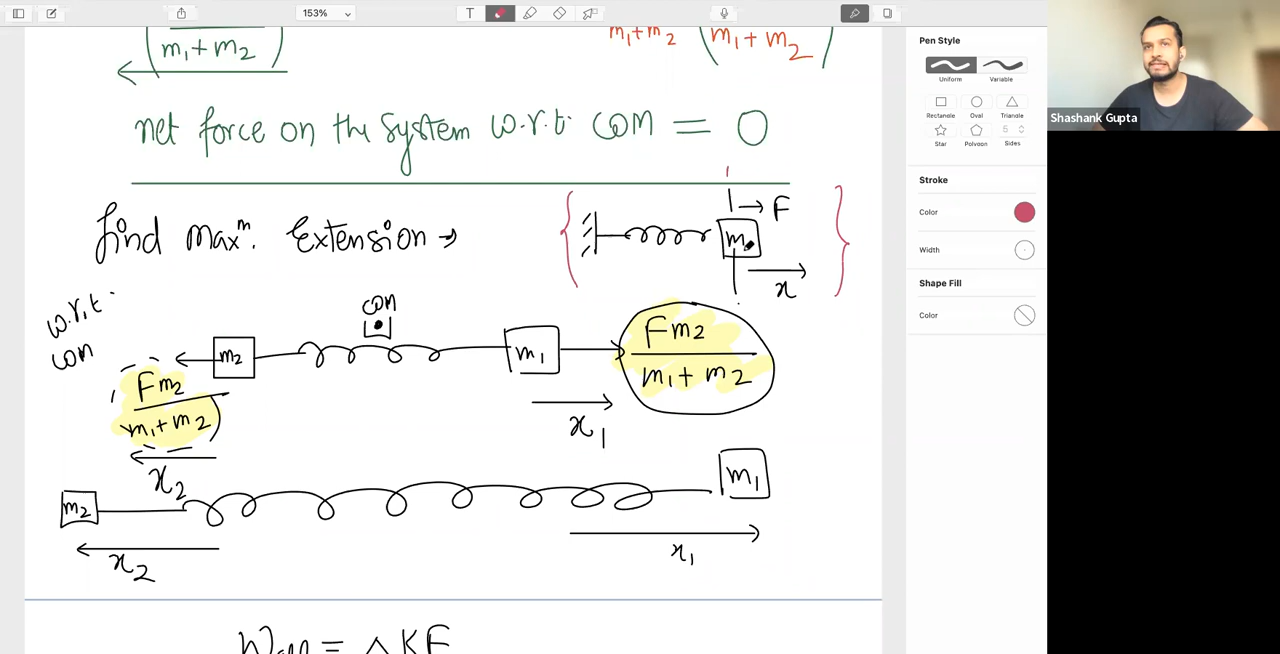 153%
T
m1+m2
m1+m2 m1+m2
net force on the system w.r.t com = 0
find Maxm. Extension →
F
m
x
w.r.t
com
com
m2
m1
Fm2
m1+m2
Fm2
m1+m2
x1
x2
m2
m1
x2
x1
Wall = ΔKE
Pen Style
Uniform
Variable
Rectangle
Oval
Triangle
5
Star
Polygon
Sides
Stroke
Color
Width
Shape Fill
Color
Shashank Gupta